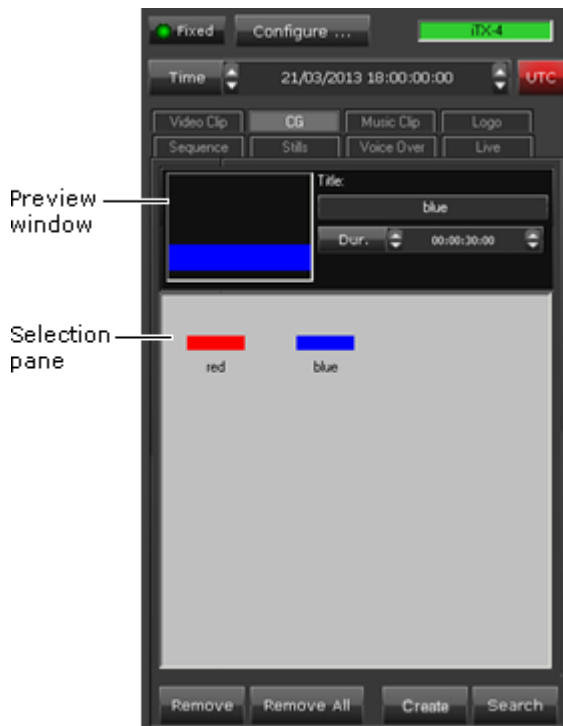 Fixed Configure ... iTX-4
Time 21/03/2013 18:00:00:00 UTC
Video Clip CG Music Clip Logo
Sequence Stills Voice Over Live
Preview window
Title:
blue
Dur. 00:00:30:00
Selection pane
red blue
Remove Remove All Create Search